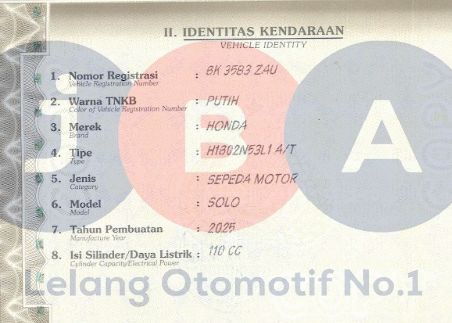 II. IDENTITAS KENDARAAN
VEHICLE IDENTITY
1. Nomor Registrasi : BK 3583 ZAU
Vehicle Registration Number
2. Warna TNKB : PUTIH
Color of Vehicle Registration Number
3. Merek : HONDA
Brand
4. Tipe : H1B02N53L1 A/T
Type
5. Jenis : SEPEDA MOTOR
Category
6. Model : SOLO
Model
7. Tahun Pembuatan : 2025
Manufacture Year
8. Isi Silinder/Daya Listrik : 110 CC
Cylinder Capacity/Electrical Power
iBA
elang Otomotif No.1